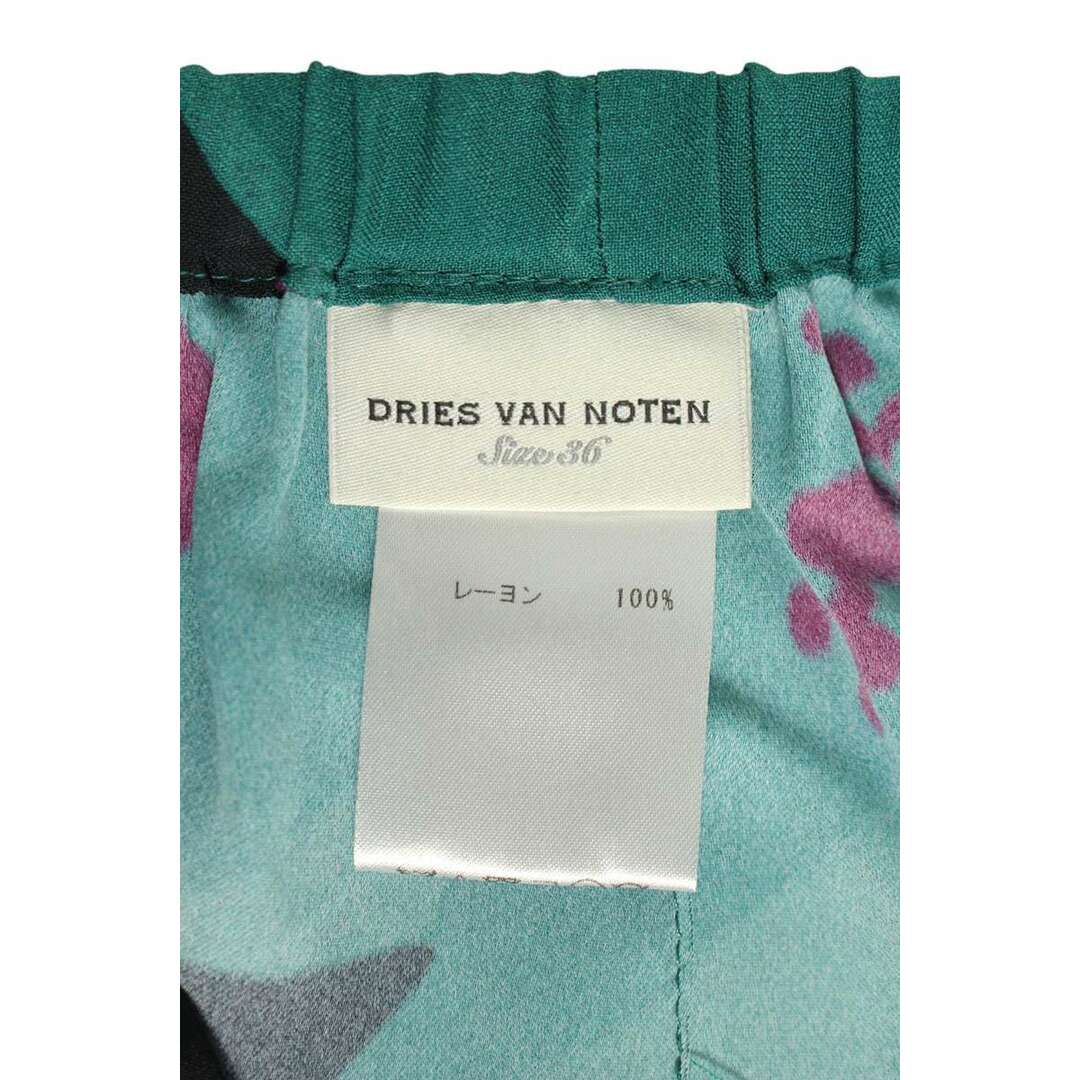 DRIES VAN NOTEN
Size 36
レーヨン 100%